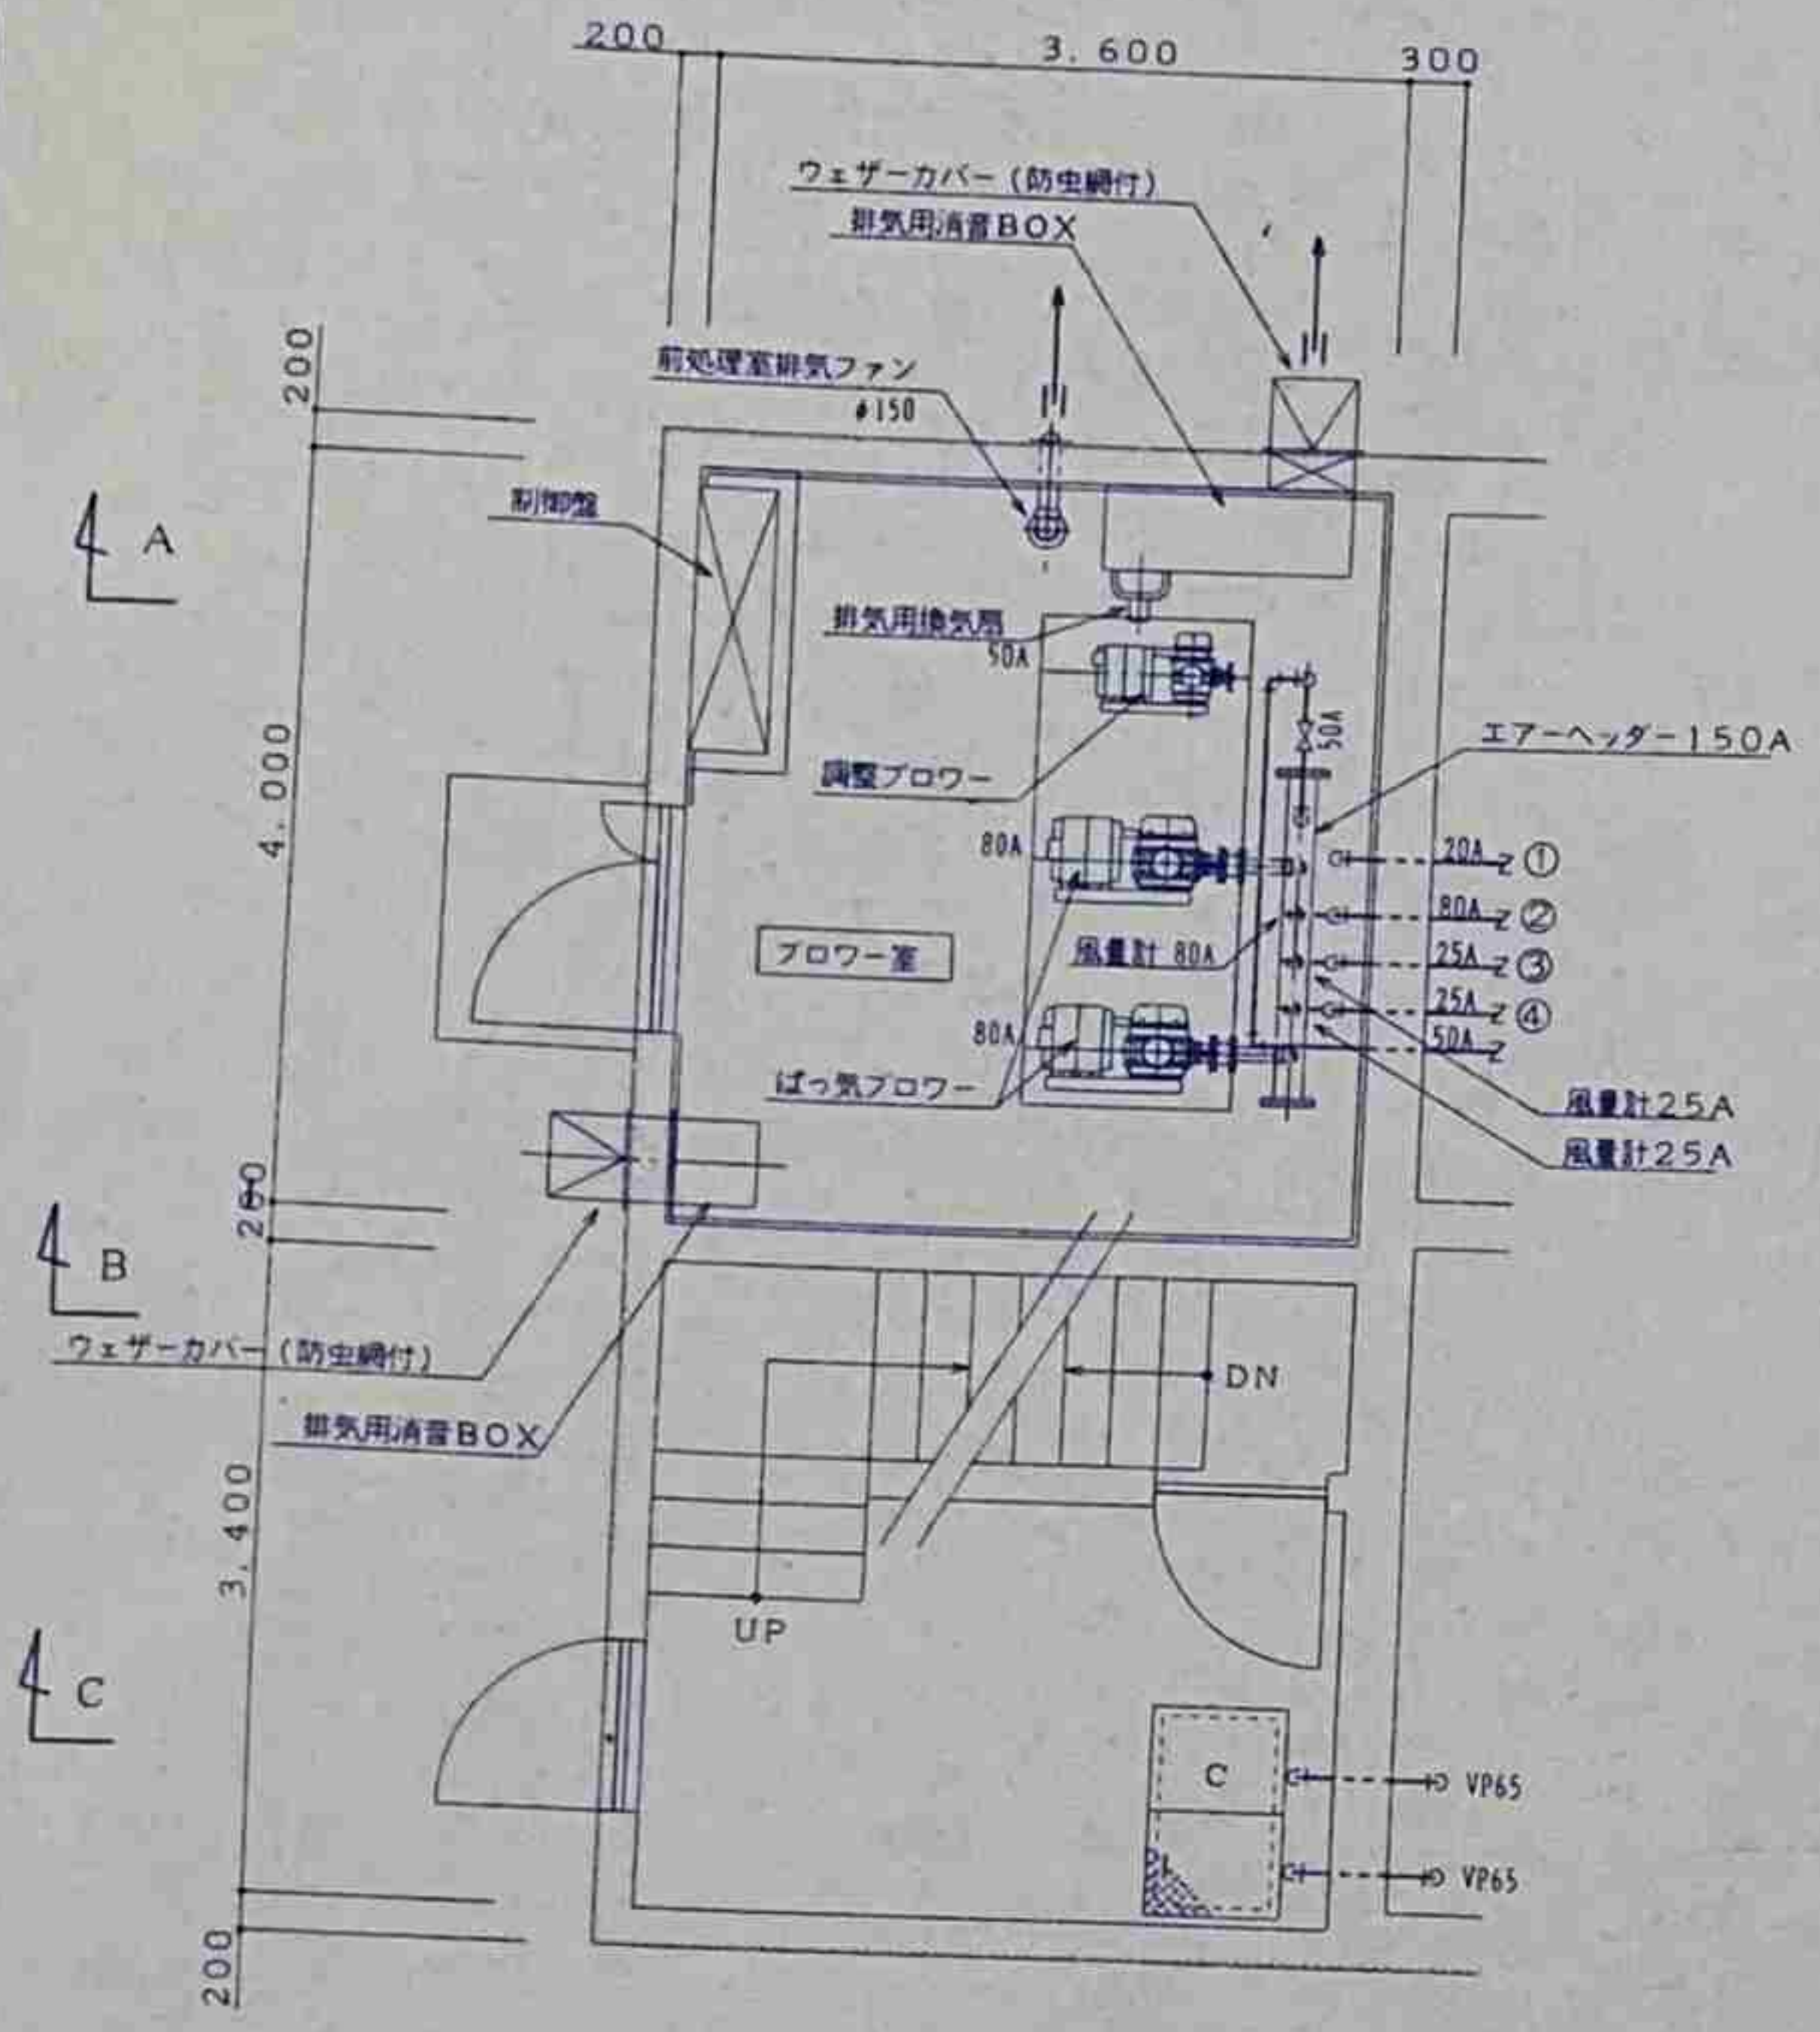 200
3.600
300
ウェザーカバー(防虫網付)
排気用消音BOX
200
前処理室排気ファン
φ150
制御盤
A
排気用換気扇
50A
50A
エアーヘッダー150A
調整ブロワー
4.000
80A
20A ①
80A ②
ブロワー室
風量計 80A
25A ③
25A ④
80A
50A
ばっ気ブロワー
風量計25A
風量計25A
200
B
ウェザーカバー(防虫網付)
DN
排気用消音BOX
3.400
UP
C
C
VP65
VP65
200